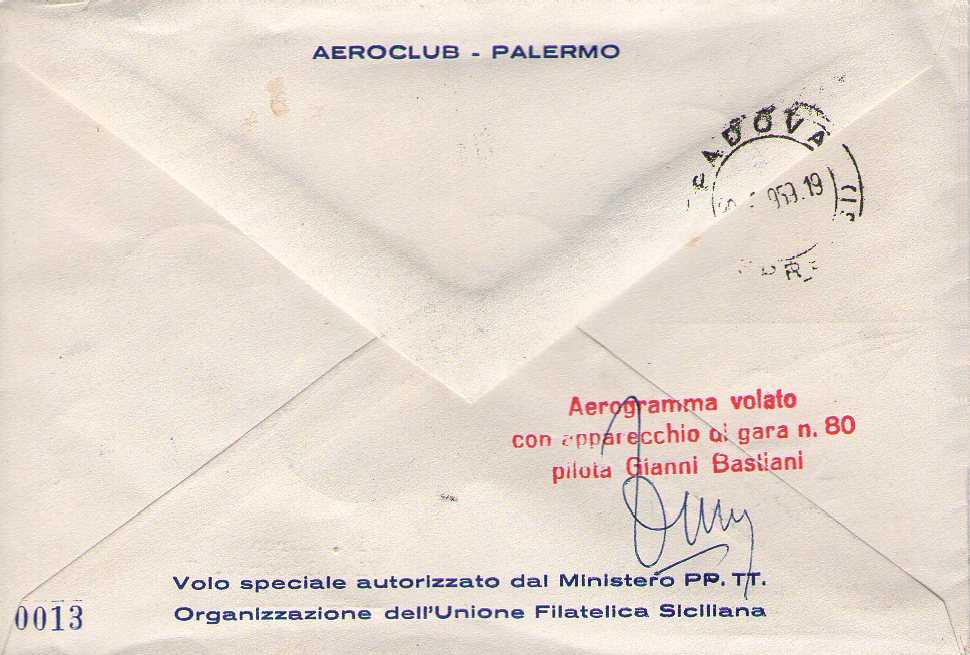 AEROCLUB - PALERMO
PADOVA
Aerogramma volato
con apparecchio di gara n. 80
pilota Gianni Bastiani
Volo speciale autorizzato dal Ministero PP. TT.
Organizzazione dell'Unione Filatelica Siciliana
0013